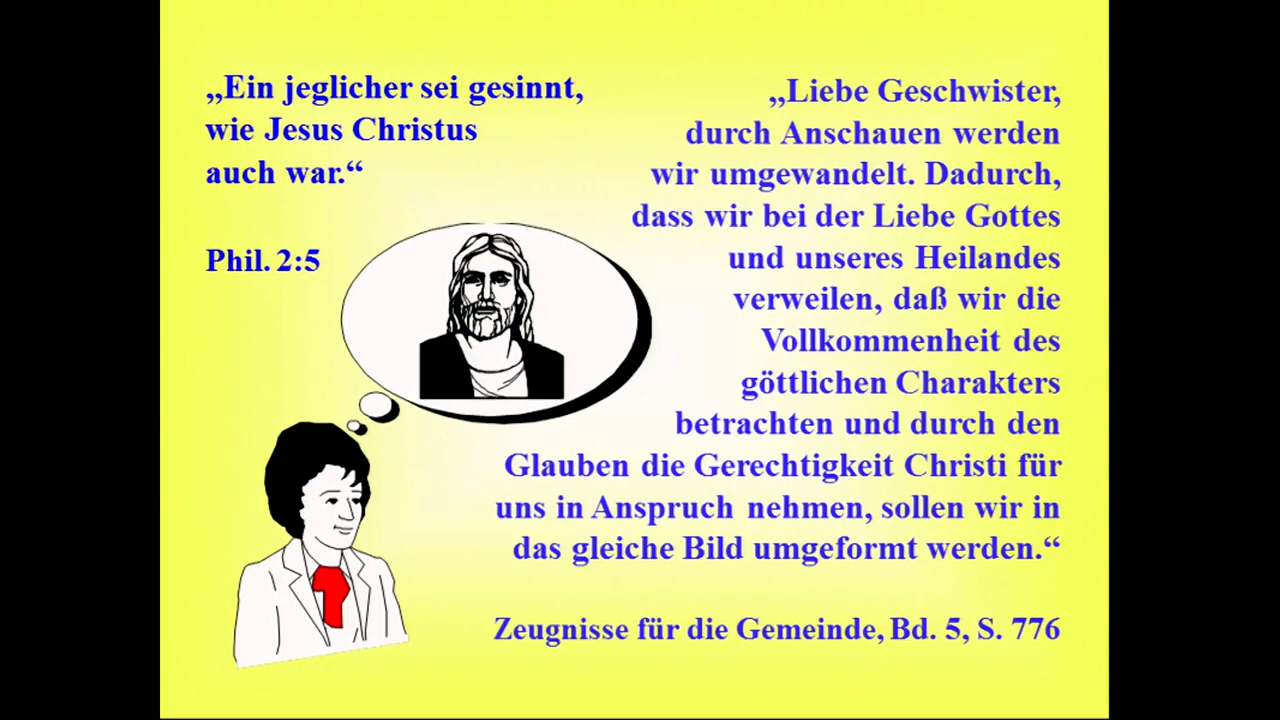 „Ein jeglicher sei gesinnt,
wie Jesus Christus
auch war.“
Phil. 2:5
„Liebe Geschwister,
durch Anschauen werden
wir umgewandelt. Dadurch,
dass wir bei der Liebe Gottes
und unseres Heilandes
verweilen, daß wir die
Vollkommenheit des
göttlichen Charakters
betrachten und durch den
Glauben die Gerechtigkeit Christi für
uns in Anspruch nehmen, sollen wir in
das gleiche Bild umgeformt werden.“
Zeugnisse für die Gemeinde, Bd. 5, S. 776